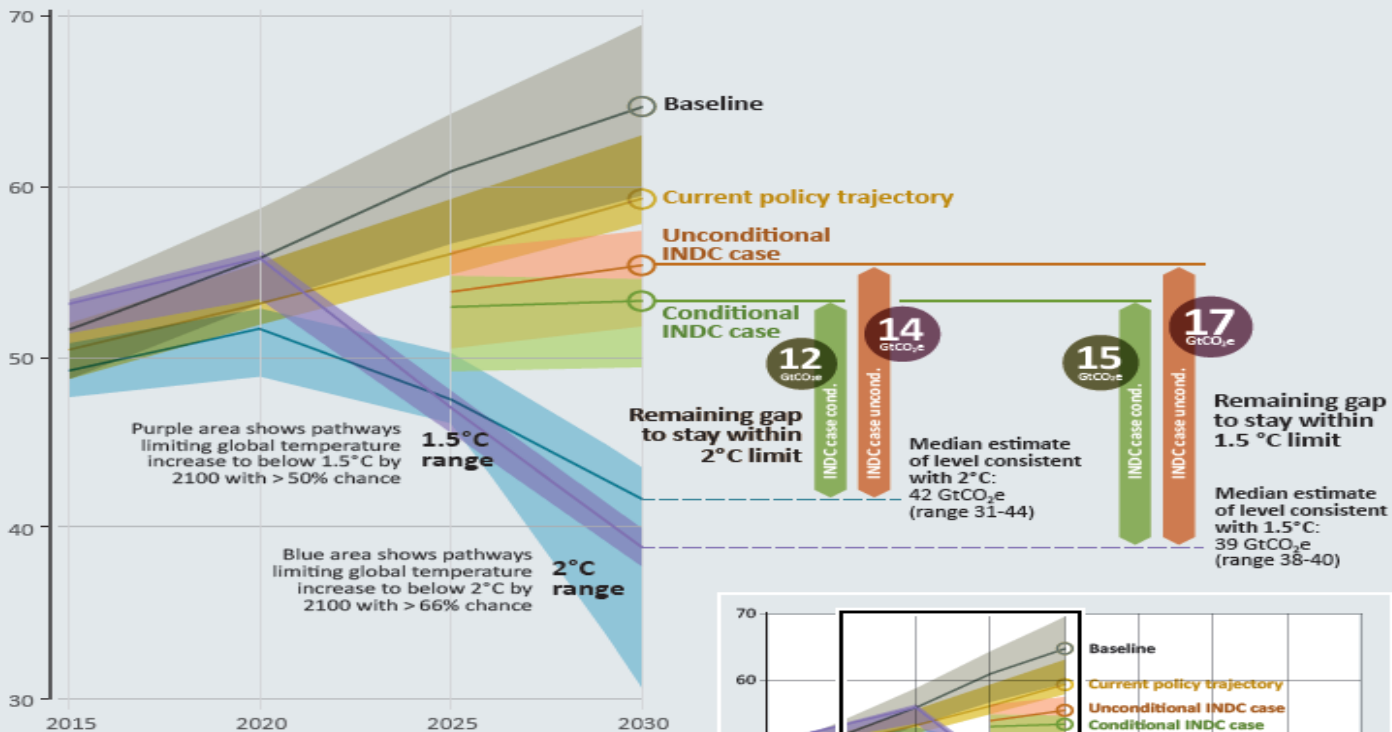 70
60
50
40
30
2015
2020
2025
2030
Baseline
Current policy trajectory
Unconditional
INDC case
Conditional
INDC case
12
GtCO₂e
14
GtCO₂e
15
GtCO₂e
17
GtCO₂e
INDC case cond.
INDC case uncond.
INDC case cond.
INDC case uncond.
Remaining gap
to stay within
2°C limit
Median estimate
of level consistent
with 2°C:
42 GtCO₂e
(range 31-44)
Remaining gap
to stay within
1.5 °C limit
Median estimate
of level consistent
with 1.5°C:
39 GtCO₂e
(range 38-40)
Purple area shows pathways
limiting global temperature
increase to below 1.5°C by
2100 with > 50% chance
1.5°C
range
Blue area shows pathways
limiting global temperature
increase to below 2°C by
2100 with > 66% chance
2°C
range
70
60
Baseline
Current policy trajectory
Unconditional INDC case
Conditional INDC case